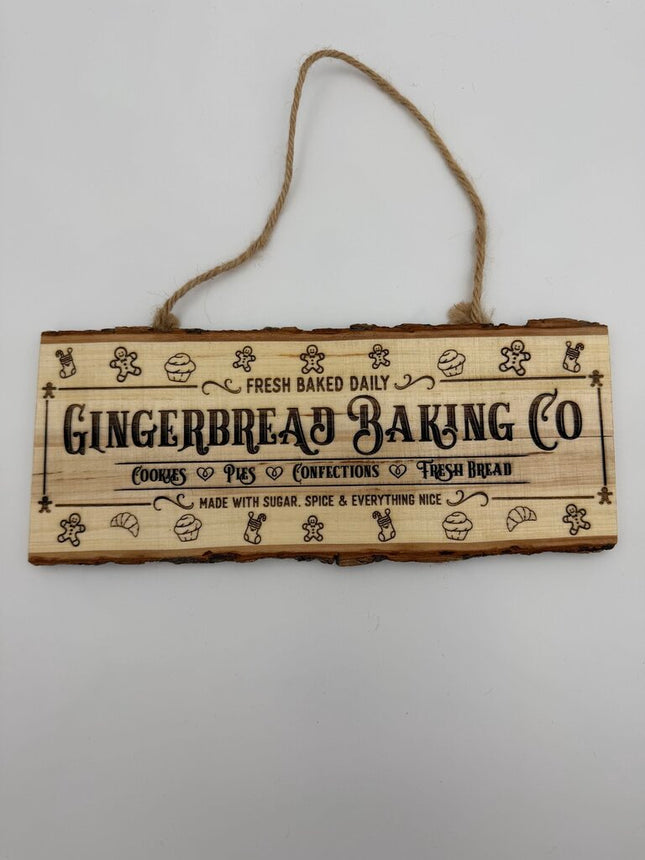 FRESH BAKED DAILY
GINGERBREAD BAKING CO
COOKIES PIES CONFECTIONS FRESH BREAD
MADE WITH SUGAR, SPICE & EVERYTHING NICE